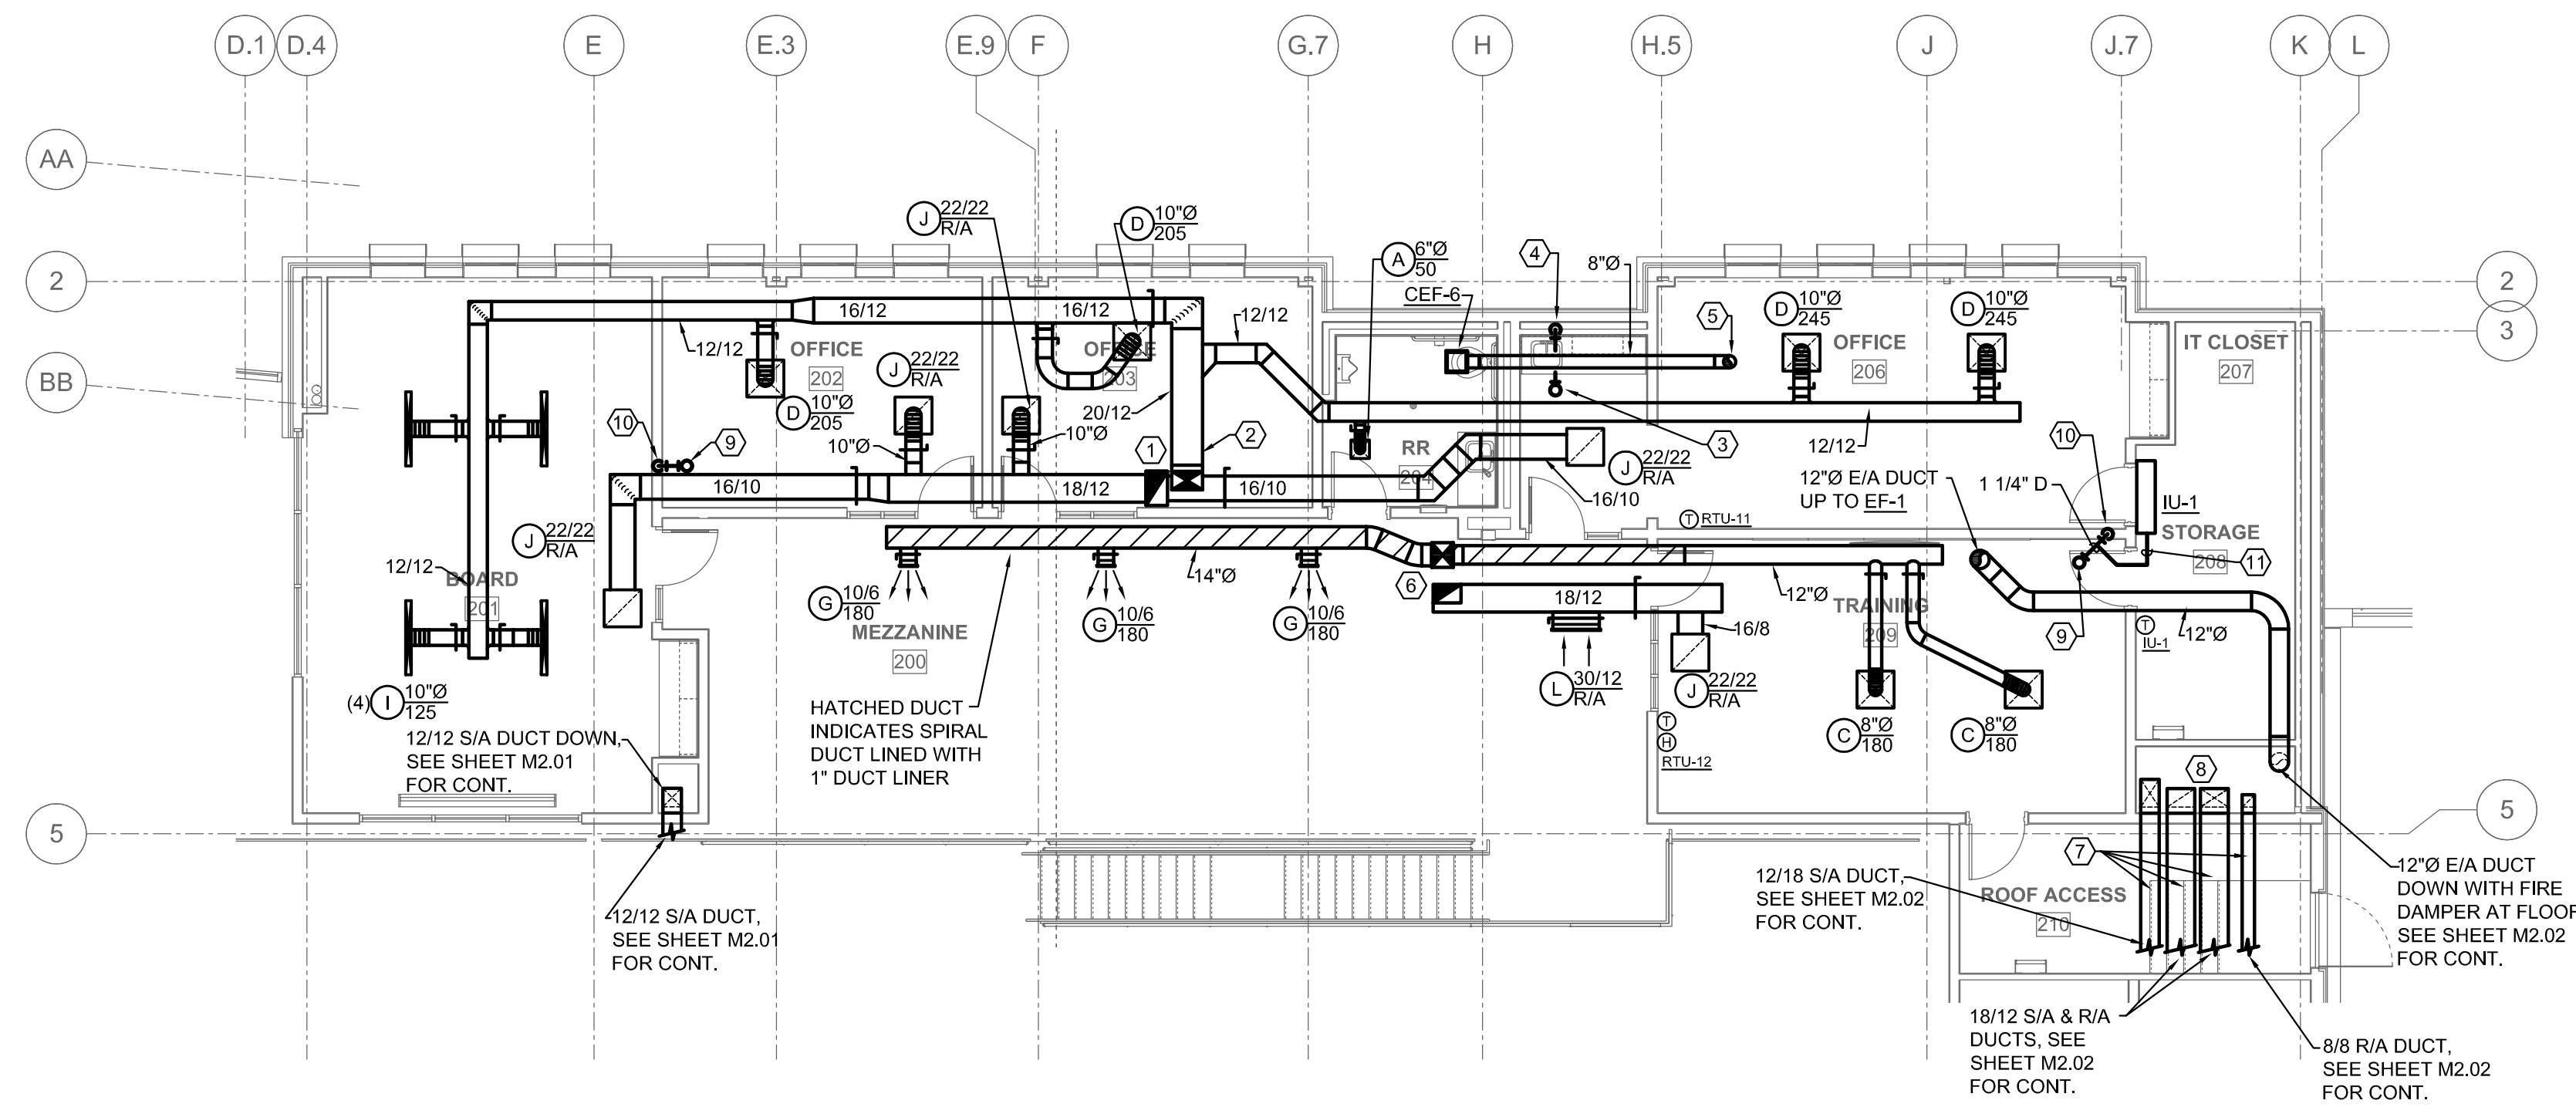 D.1 D.4 E E.3 E.9 F G.7 H H.5 J J.7 K L
AA
BB
2
5
2
3
5
J 22/22
R/A
D 10"Ø
205
A 6"Ø
50
4
8"Ø
CEF-6
5
D 10"Ø
245
D 10"Ø
245
16/12
16/12
12/12
12/12
OFFICE
202
OFFICE
203
OFFICE
206
IT CLOSET
207
J 22/22
R/A
D 10"Ø
205
20/12
10"Ø
10"Ø
10
9
1
2
3
RR
204
12/12
J 22/22
R/A
16/10
18/12
16/10
16/10
12"Ø E/A DUCT
UP TO EF-1
1 1/4" D
10
IU-1
STORAGE
208
11
T RTU-11
J 22/22
R/A
12/12
BOARD
201
14"Ø
6
G 10/6
180
G 10/6
180
G 10/6
180
MEZZANINE
200
18/12
16/8
12"Ø
TRAINING
209
9
T
IU-1
12"Ø
(4) I 10"Ø
125
L 30/12
R/A
J 22/22
R/A
T
H
RTU-12
C 8"Ø
180
C 8"Ø
180
HATCHED DUCT
INDICATES SPIRAL
DUCT LINED WITH
1" DUCT LINER
12/12 S/A DUCT DOWN,
SEE SHEET M2.01
FOR CONT.
8
7
12/12 S/A DUCT,
SEE SHEET M2.01
FOR CONT.
12/18 S/A DUCT,
SEE SHEET M2.02
FOR CONT.
ROOF ACCESS
210
12"Ø E/A DUCT
DOWN WITH FIRE
DAMPER AT FLOOR
SEE SHEET M2.02
FOR CONT.
18/12 S/A & R/A
DUCTS, SEE
SHEET M2.02
FOR CONT.
8/8 R/A DUCT,
SEE SHEET M2.02
FOR CONT.